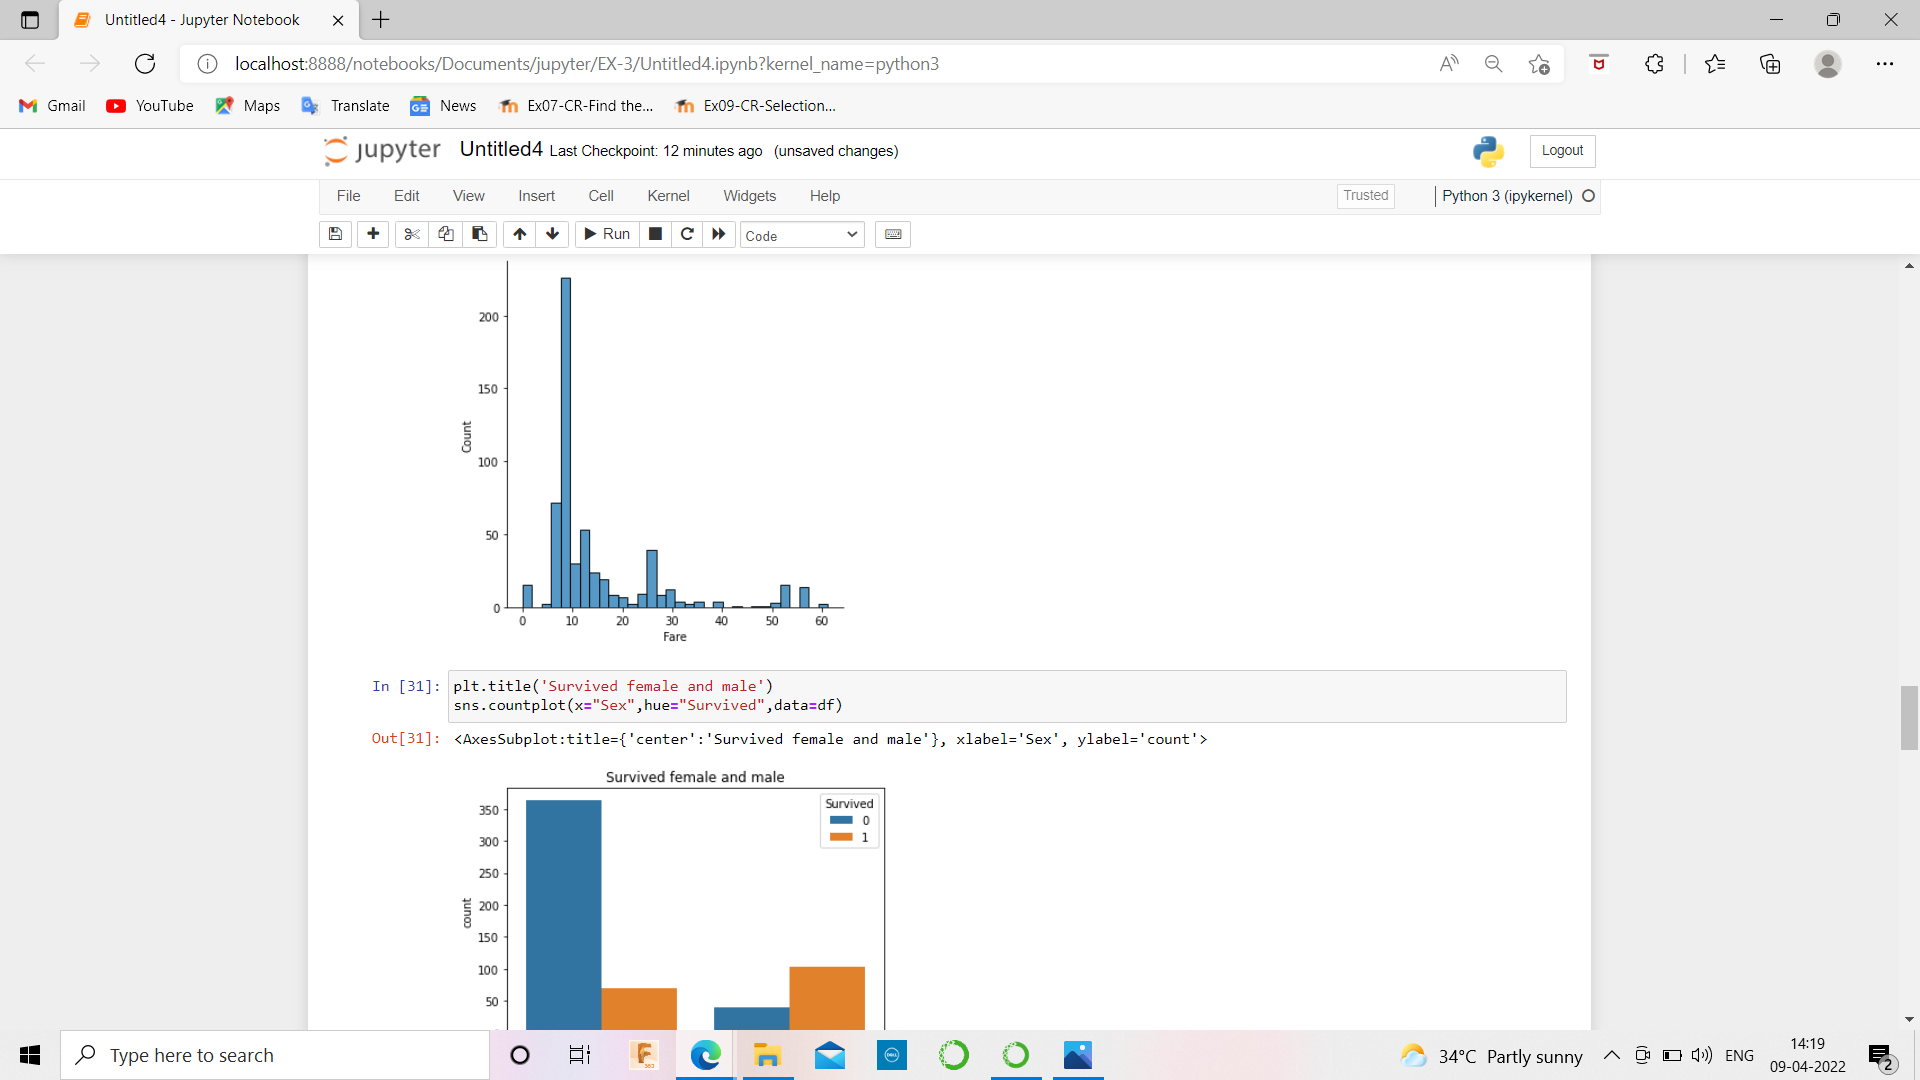 Untitled4 - Jupyter Notebook
localhost:8888/notebooks/Documents/jupyter/EX-3/Untitled4.ipynb?kernel_name=python3
Gmail YouTube Maps Translate News Ex07-CR-Find the... Ex09-CR-Selection...
jupyter Untitled4 Last Checkpoint: 12 minutes ago (unsaved changes) Logout
File Edit View Insert Cell Kernel Widgets Help Trusted Python 3 (ipykernel)
Run Code
200
150
Count
100
50
0
0 10 20 30 40 50 60
Fare
In [31]: plt.title('Survived female and male')
sns.countplot(x="Sex",hue="Survived",data=df)
Out[31]: <AxesSubplot:title={'center':'Survived female and male'}, xlabel='Sex', ylabel='count'>
Survived female and male
Survived
0
1
350
300
250
200
count
150
100
50
Type here to search
34°C Partly sunny
ENG
14:19
09-04-2022
2